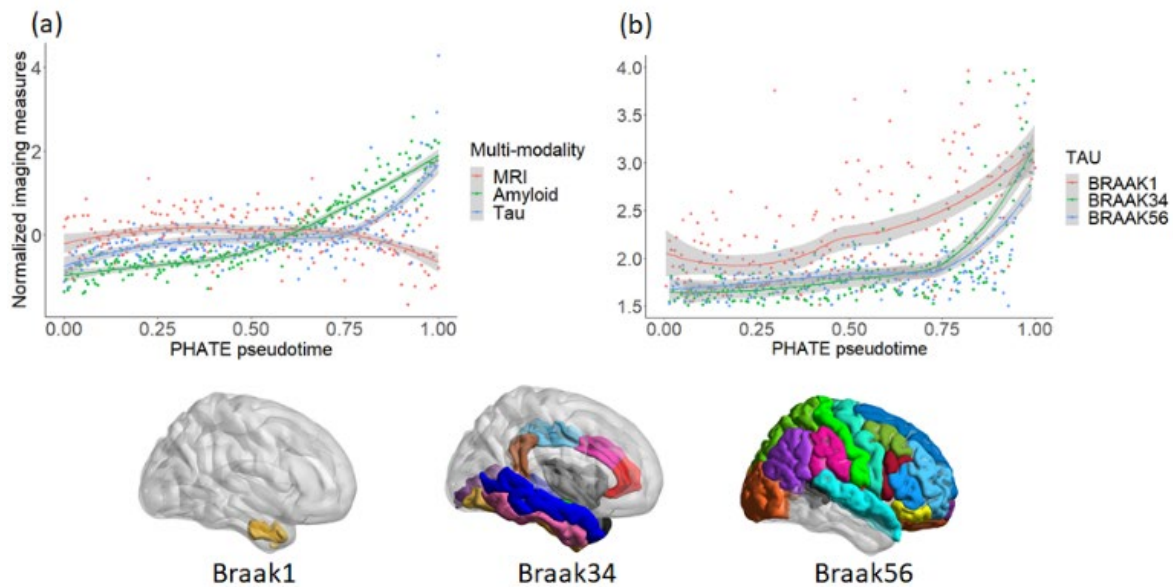 (a)
4
2
0
Normalized imaging measures
0.00 0.25 0.50 0.75 1.00
PHATE pseudotime
Multi-modality
MRI
Amyloid
Tau
(b)
4.0
3.5
3.0
2.5
2.0
1.5
0.00 0.25 0.50 0.75 1.00
PHATE pseudotime
TAU
BRAAK1
BRAAK34
BRAAK56
Braak1 Braak34 Braak56